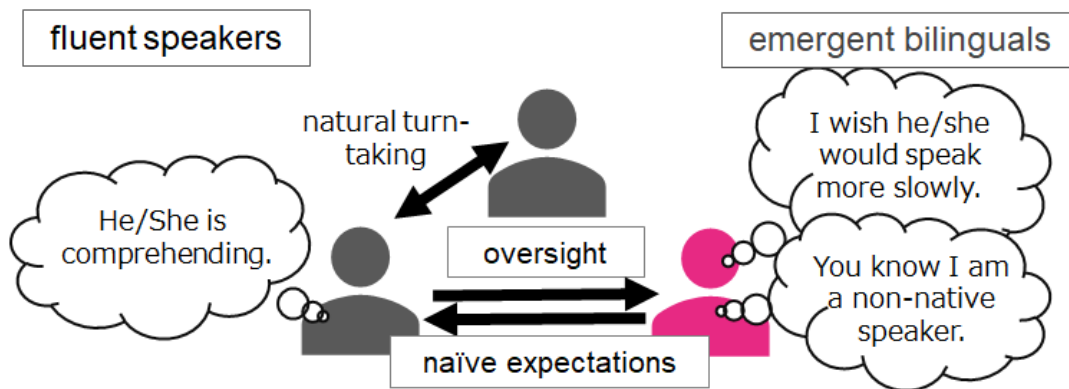 fluent speakers
emergent bilinguals
natural turn-
taking
I wish he/she
would speak
more slowly.
He/She is
comprehending.
oversight
You know I am
a non-native
speaker.
naïve expectations